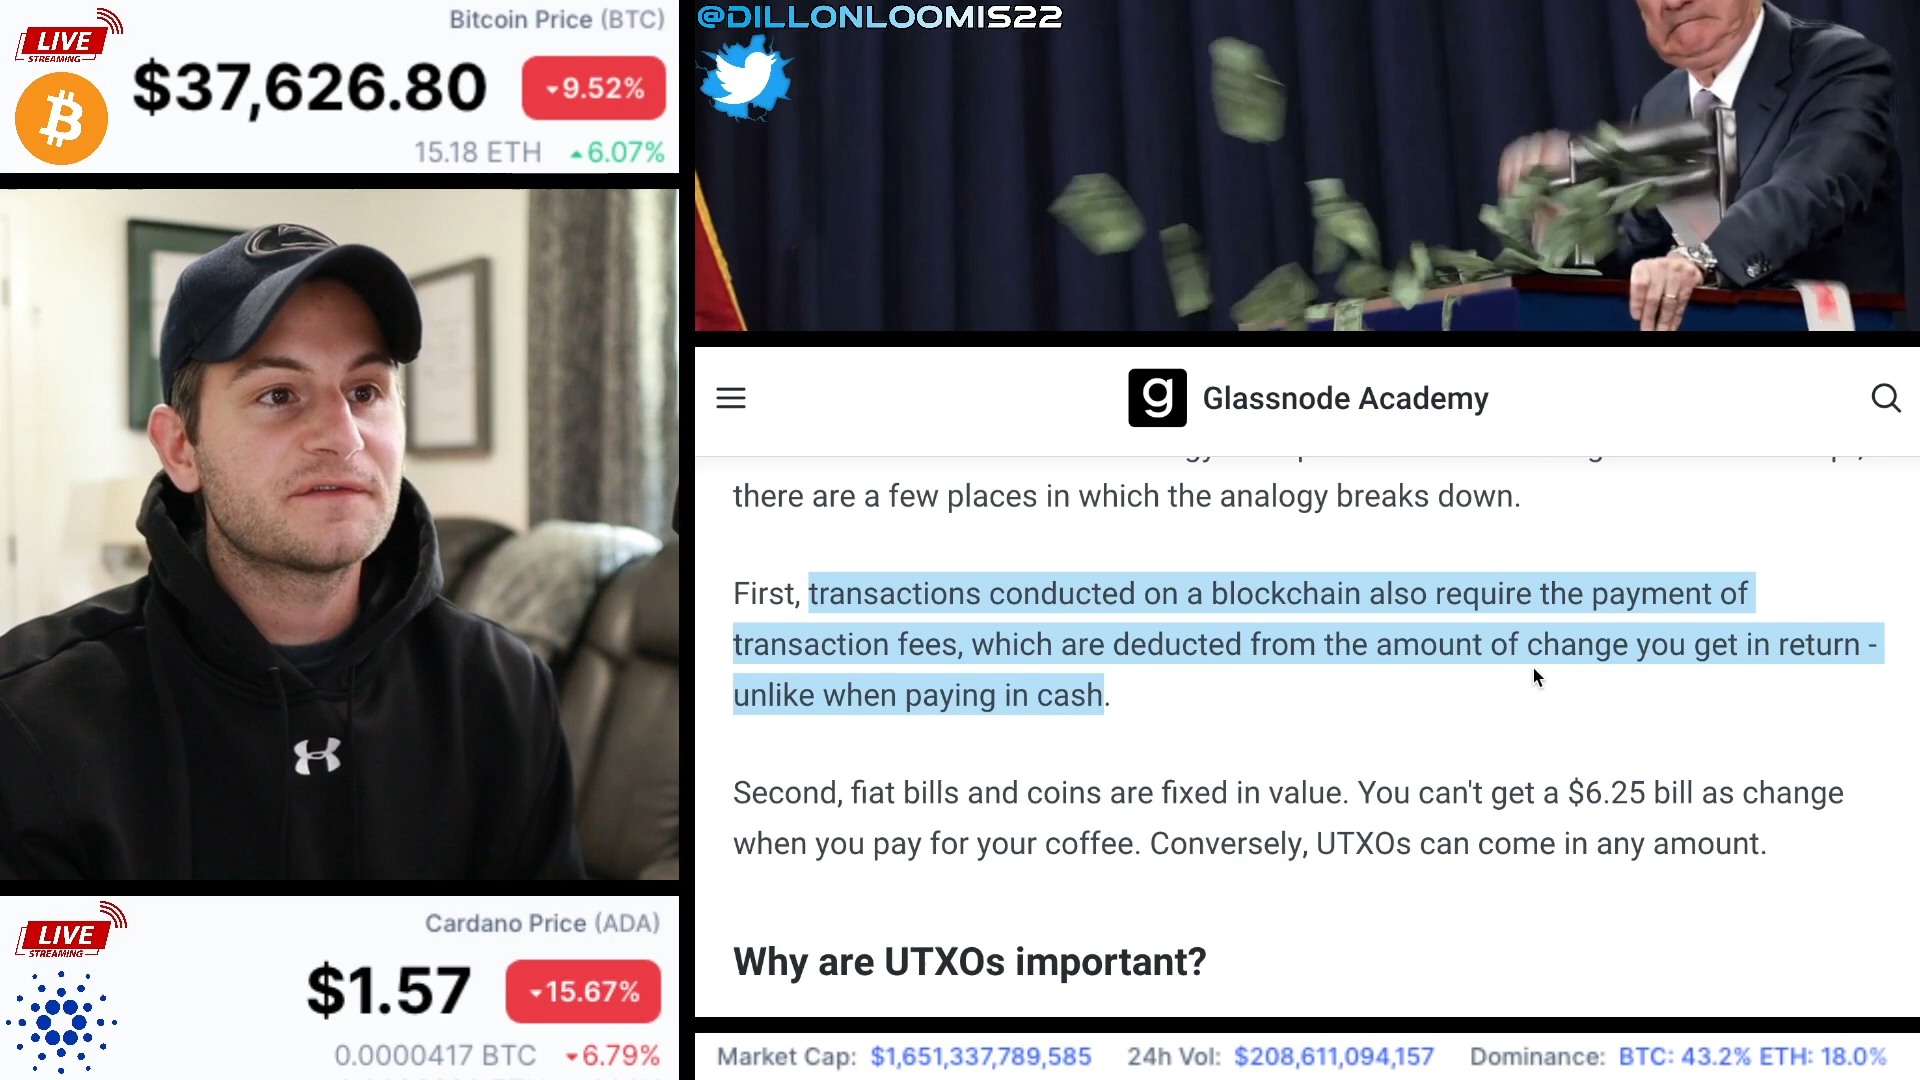 Bitcoin Price (BTC)
LIVE
STREAMING
$37,626.80
9.52%
15.18 ETH 6.07%
@DILLONLOOMIS22
Glassnode Academy
there are a few places in which the analogy breaks down.
First, transactions conducted on a blockchain also require the payment of
transaction fees, which are deducted from the amount of change you get in return -
unlike when paying in cash.
Second, fiat bills and coins are fixed in value. You can't get a $6.25 bill as change
when you pay for your coffee. Conversely, UTXOs can come in any amount.
Why are UTXOs important?
Cardano Price (ADA)
LIVE
STREAMING
$1.57
15.67%
0.0000417 BTC 6.79%
Market Cap: $1,651,337,789,585 24h Vol: $208,611,094,157 Dominance: BTC: 43.2% ETH: 18.0%